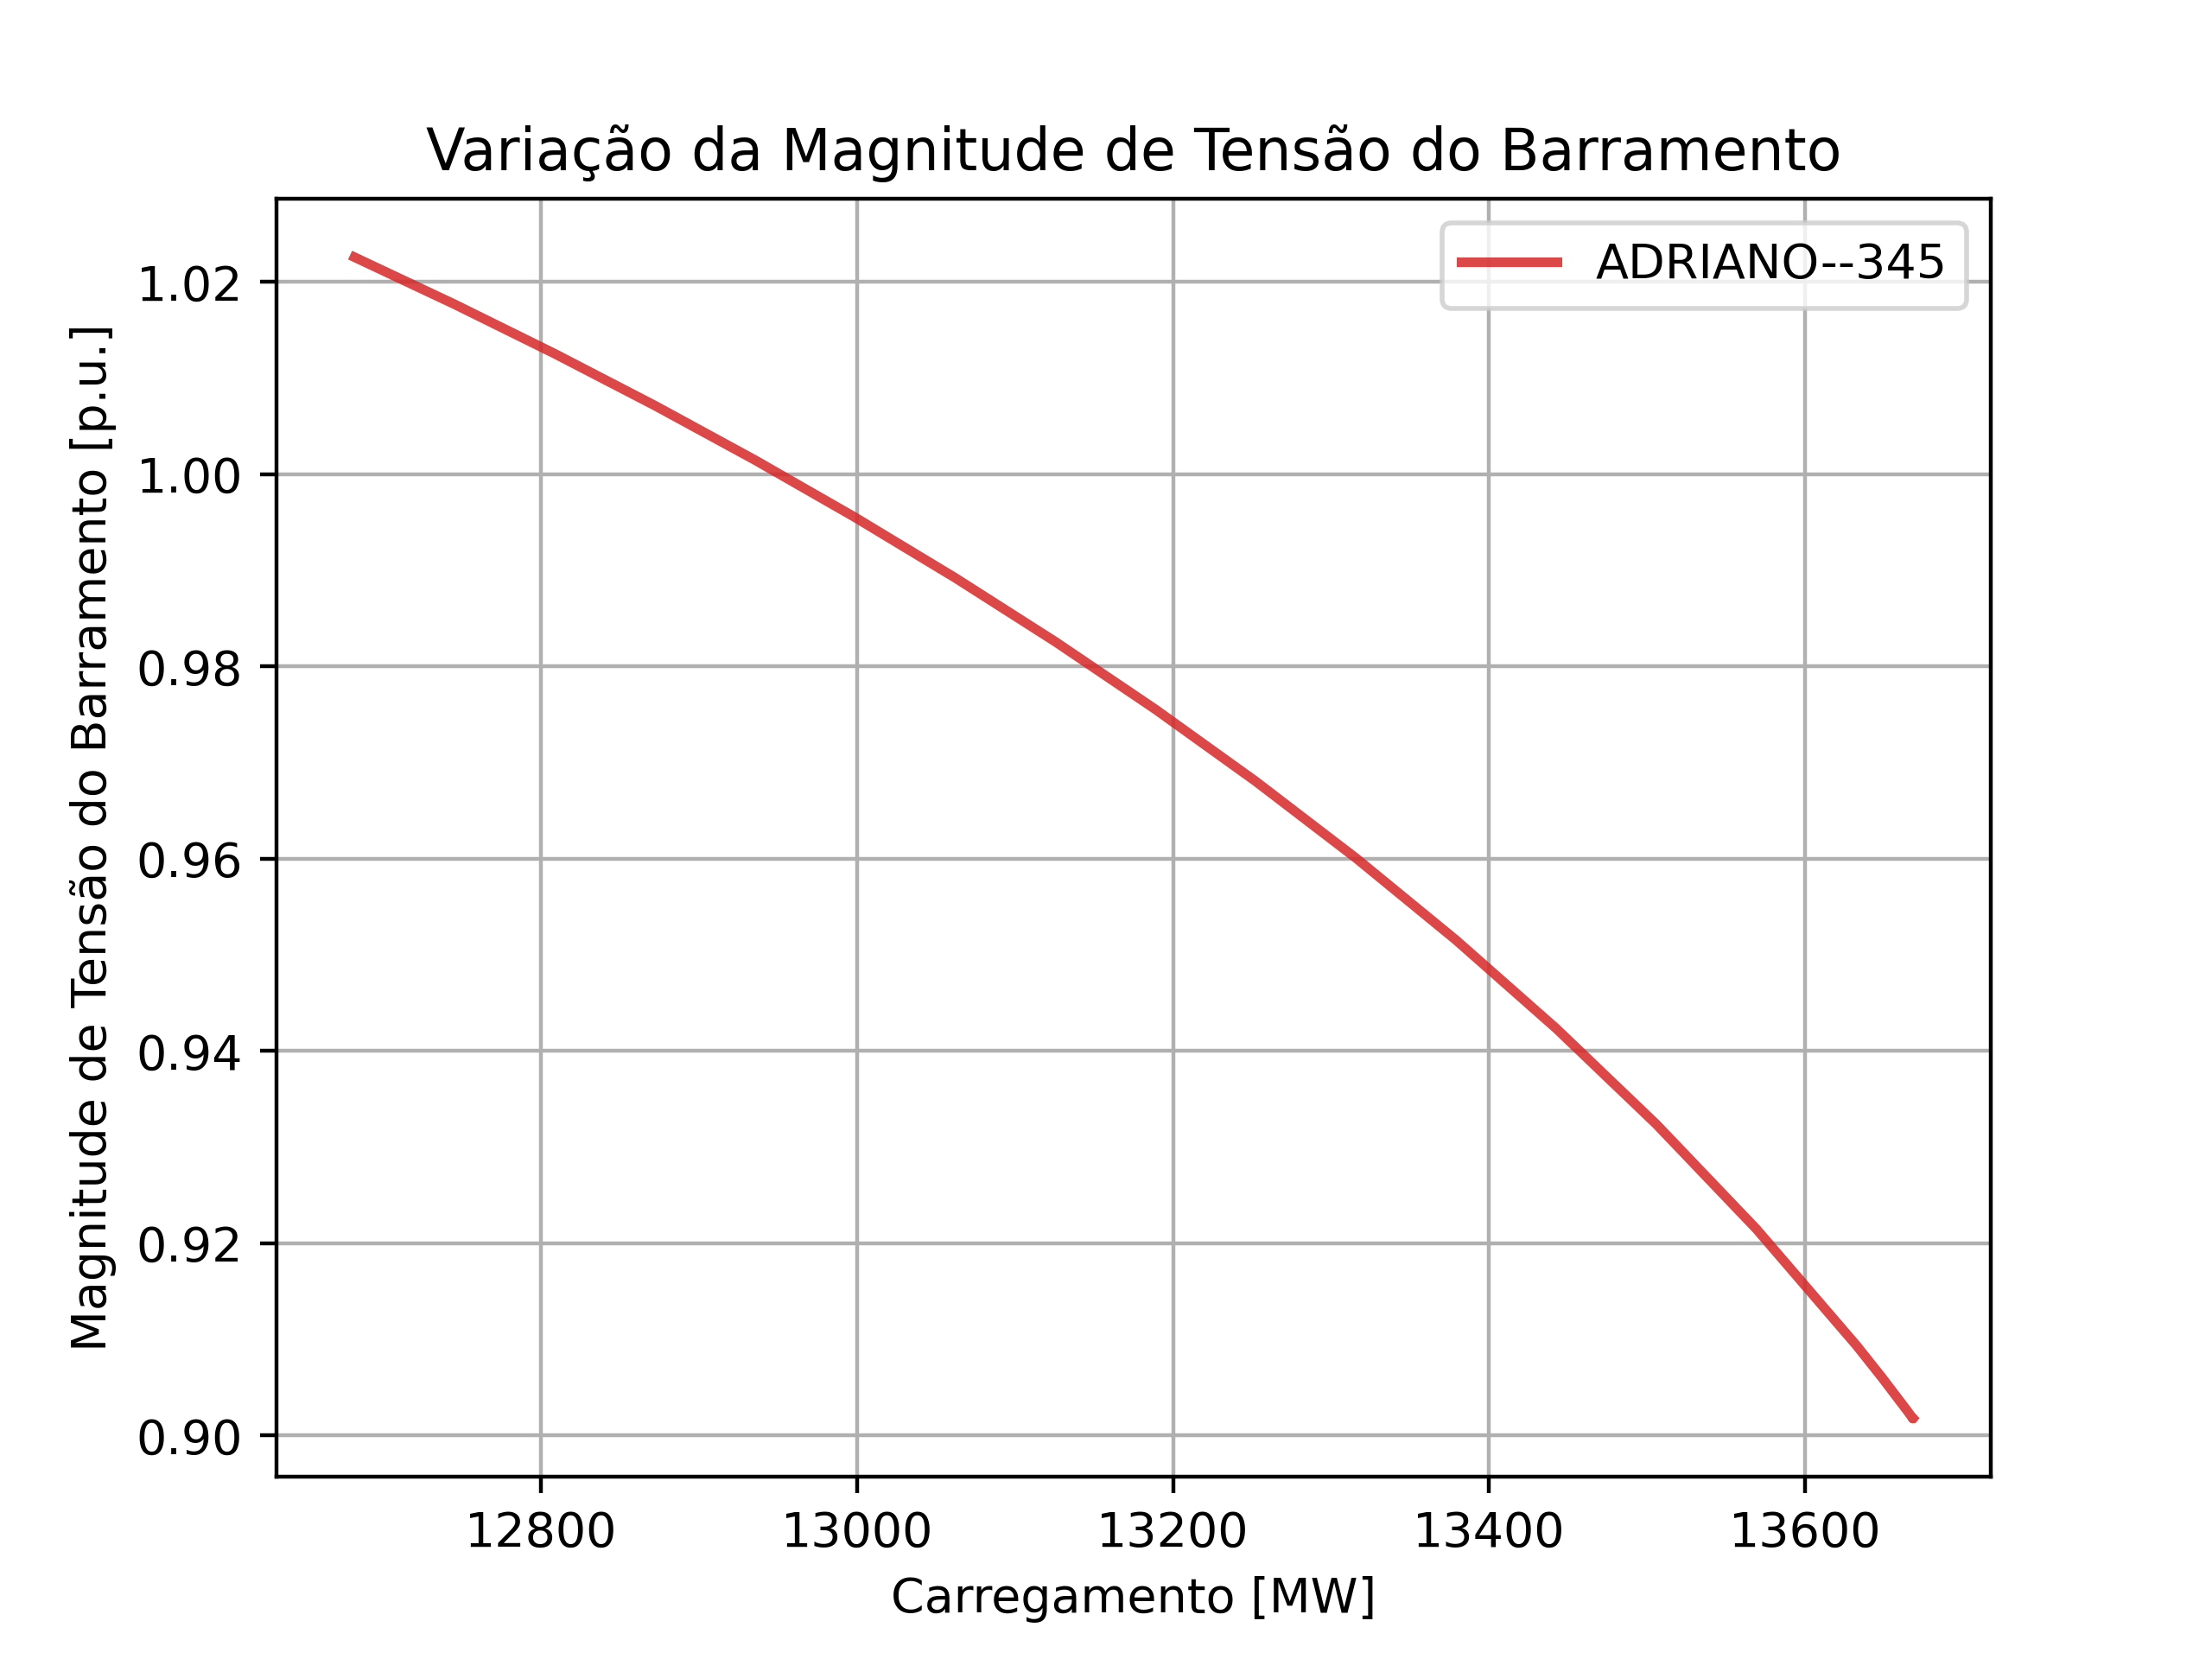 Variação da Magnitude de Tensão do Barramento
ADRIANO--345
Magnitude de Tensão do Barramento [p.u.]
1.02
1.00
0.98
0.96
0.94
0.92
0.90
12800 13000 13200 13400 13600
Carregamento [MW]